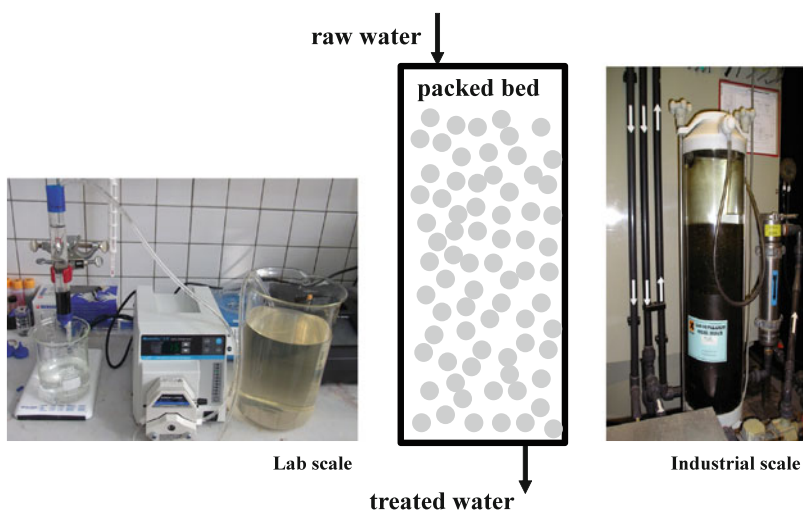 raw water
packed bed
Lab scale
Industrial scale
treated water